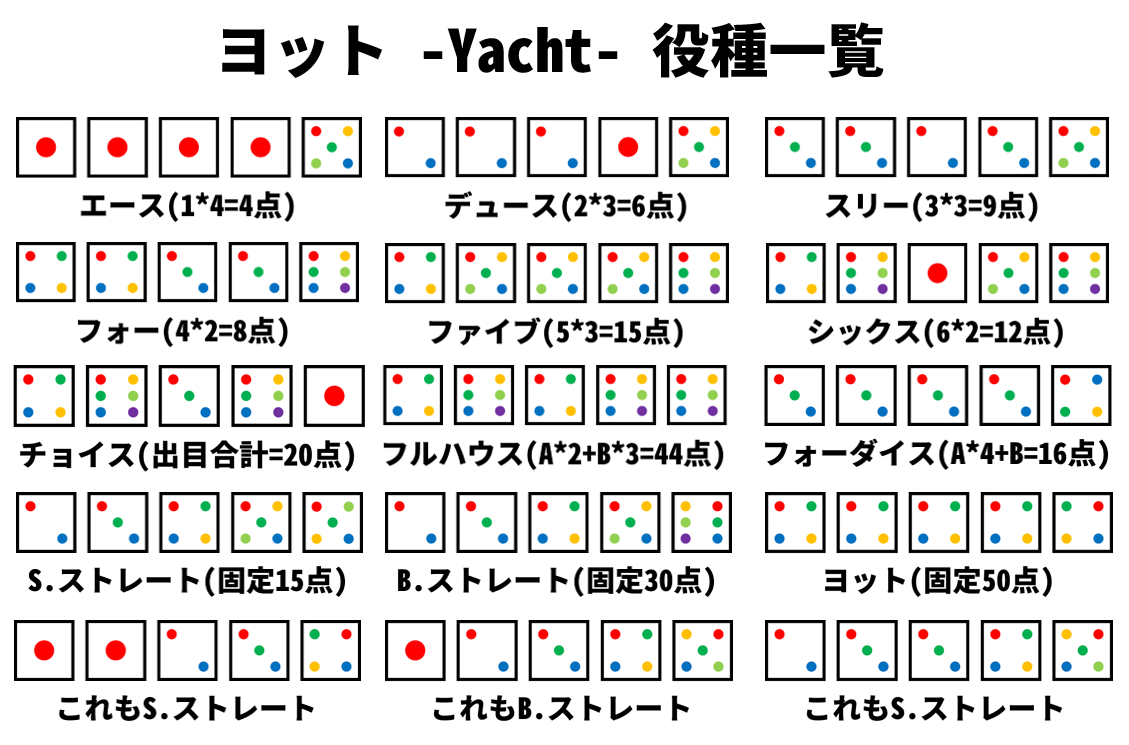 ヨット -Yacht- 役種一覧
エース(1*4=4点)
デュース(2*3=6点)
スリー(3*3=9点)
フォー(4*2=8点)
ファイブ(5*3=15点)
シックス(6*2=12点)
チョイス(出目合計=20点)
フルハウス(A*2+B*3=44点)
フォーダイス(A*4+B=16点)
S.ストレート(固定15点)
B.ストレート(固定30点)
ヨット(固定50点)
これもS.ストレート
これもB.ストレート
これもS.ストレート